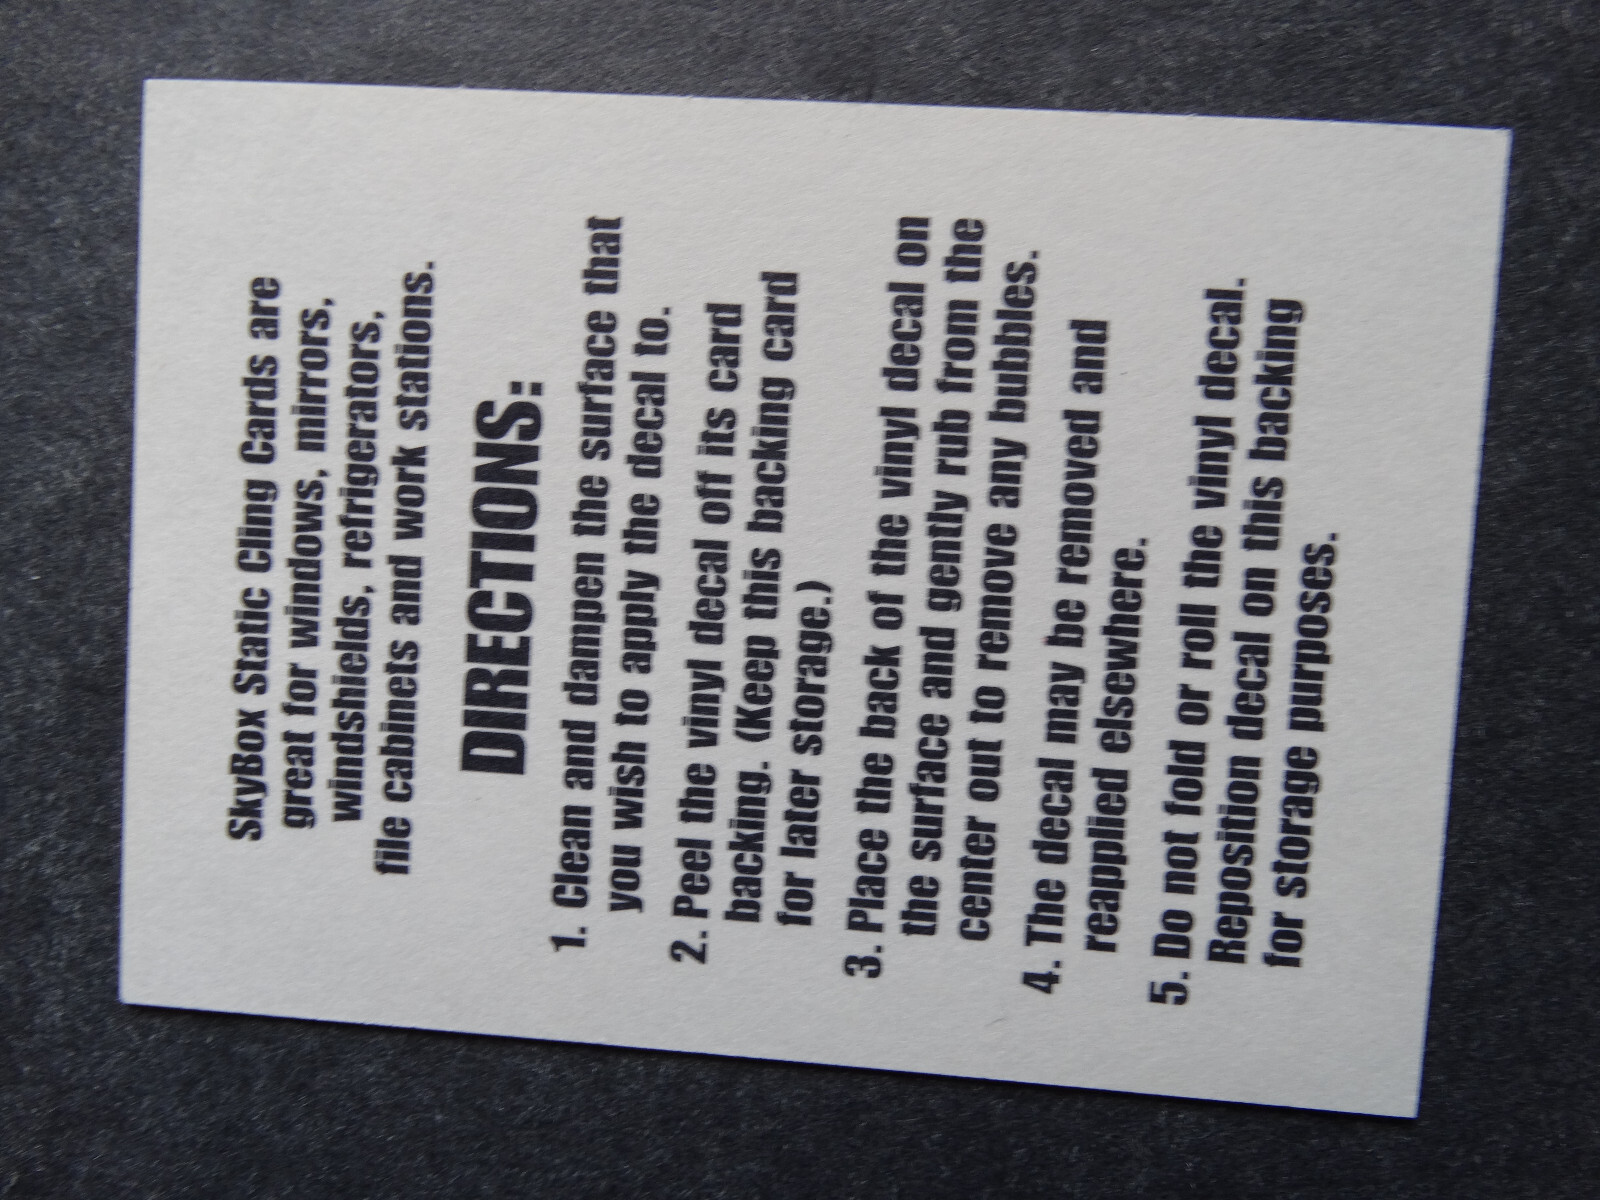 SkyBox Static Cling Cards are
great for windows, mirrors,
windshields, refrigerators,
file cabinets and work stations.
DIRECTIONS:
1. Clean and dampen the surface that
you wish to apply the decal to.
2. Peel the vinyl decal off its card
backing. (Keep this backing card
for later storage.)
3. Place the back of the vinyl decal on
the surface and gently rub from the
center out to remove any bubbles.
4. The decal may be removed and
reapplied elsewhere.
5. Do not fold or roll the vinyl decal.
Reposition decal on this backing
for storage purposes.